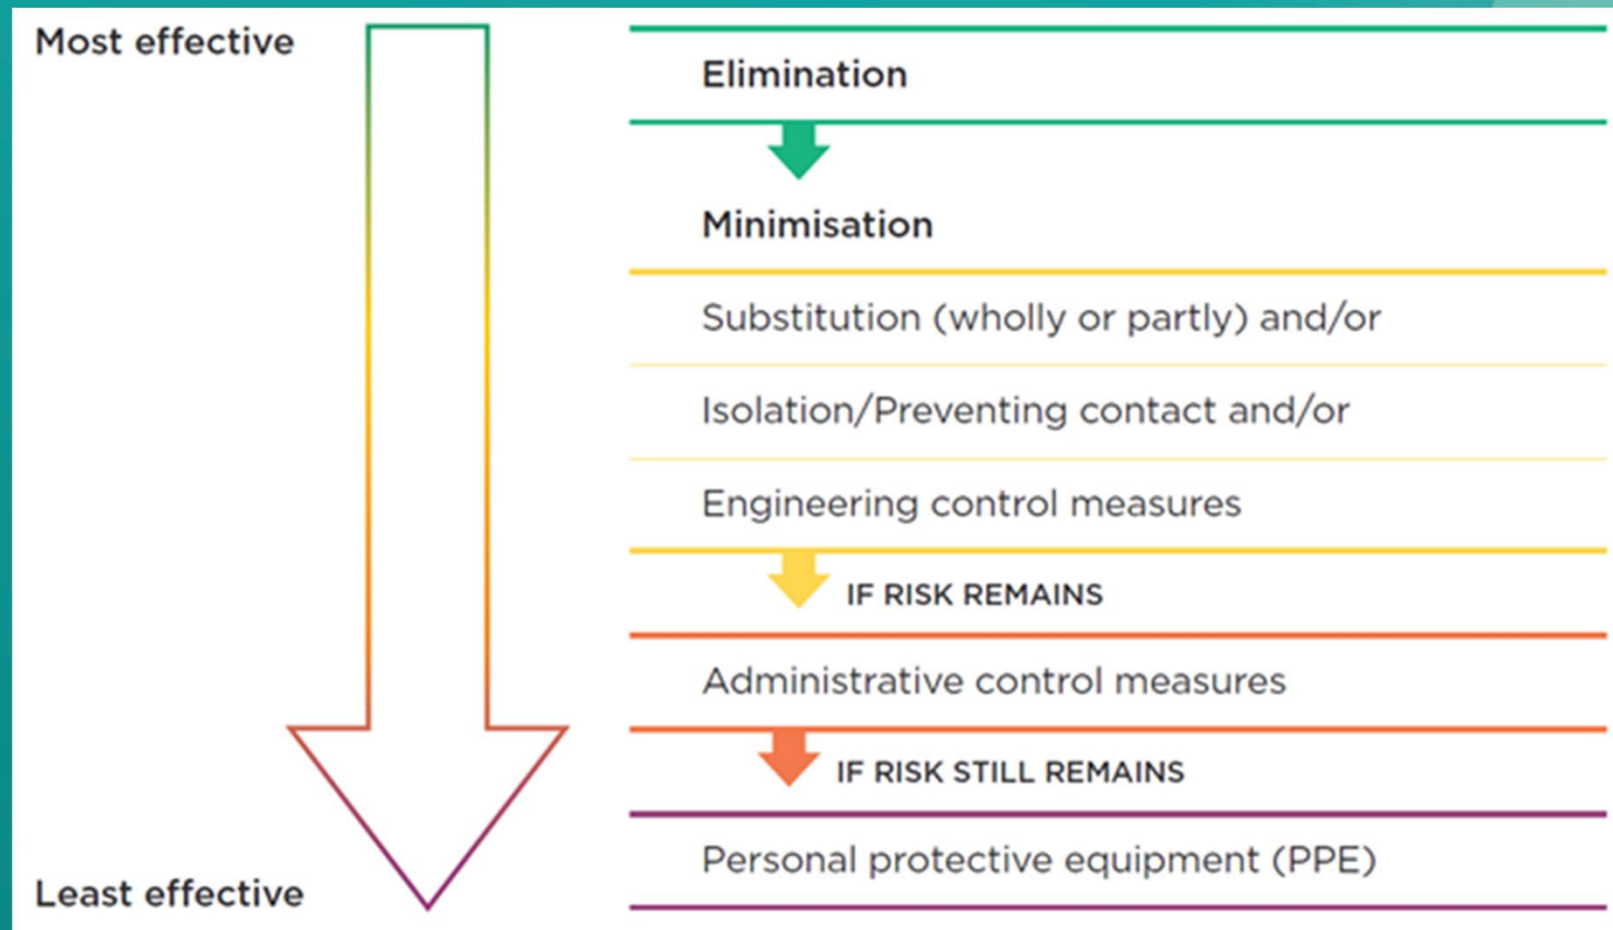 Most effective
Elimination
Minimisation
Substitution (wholly or partly) and/or
Isolation/Preventing contact and/or
Engineering control measures
IF RISK REMAINS
Administrative control measures
IF RISK STILL REMAINS
Personal protective equipment (PPE)
Least effective